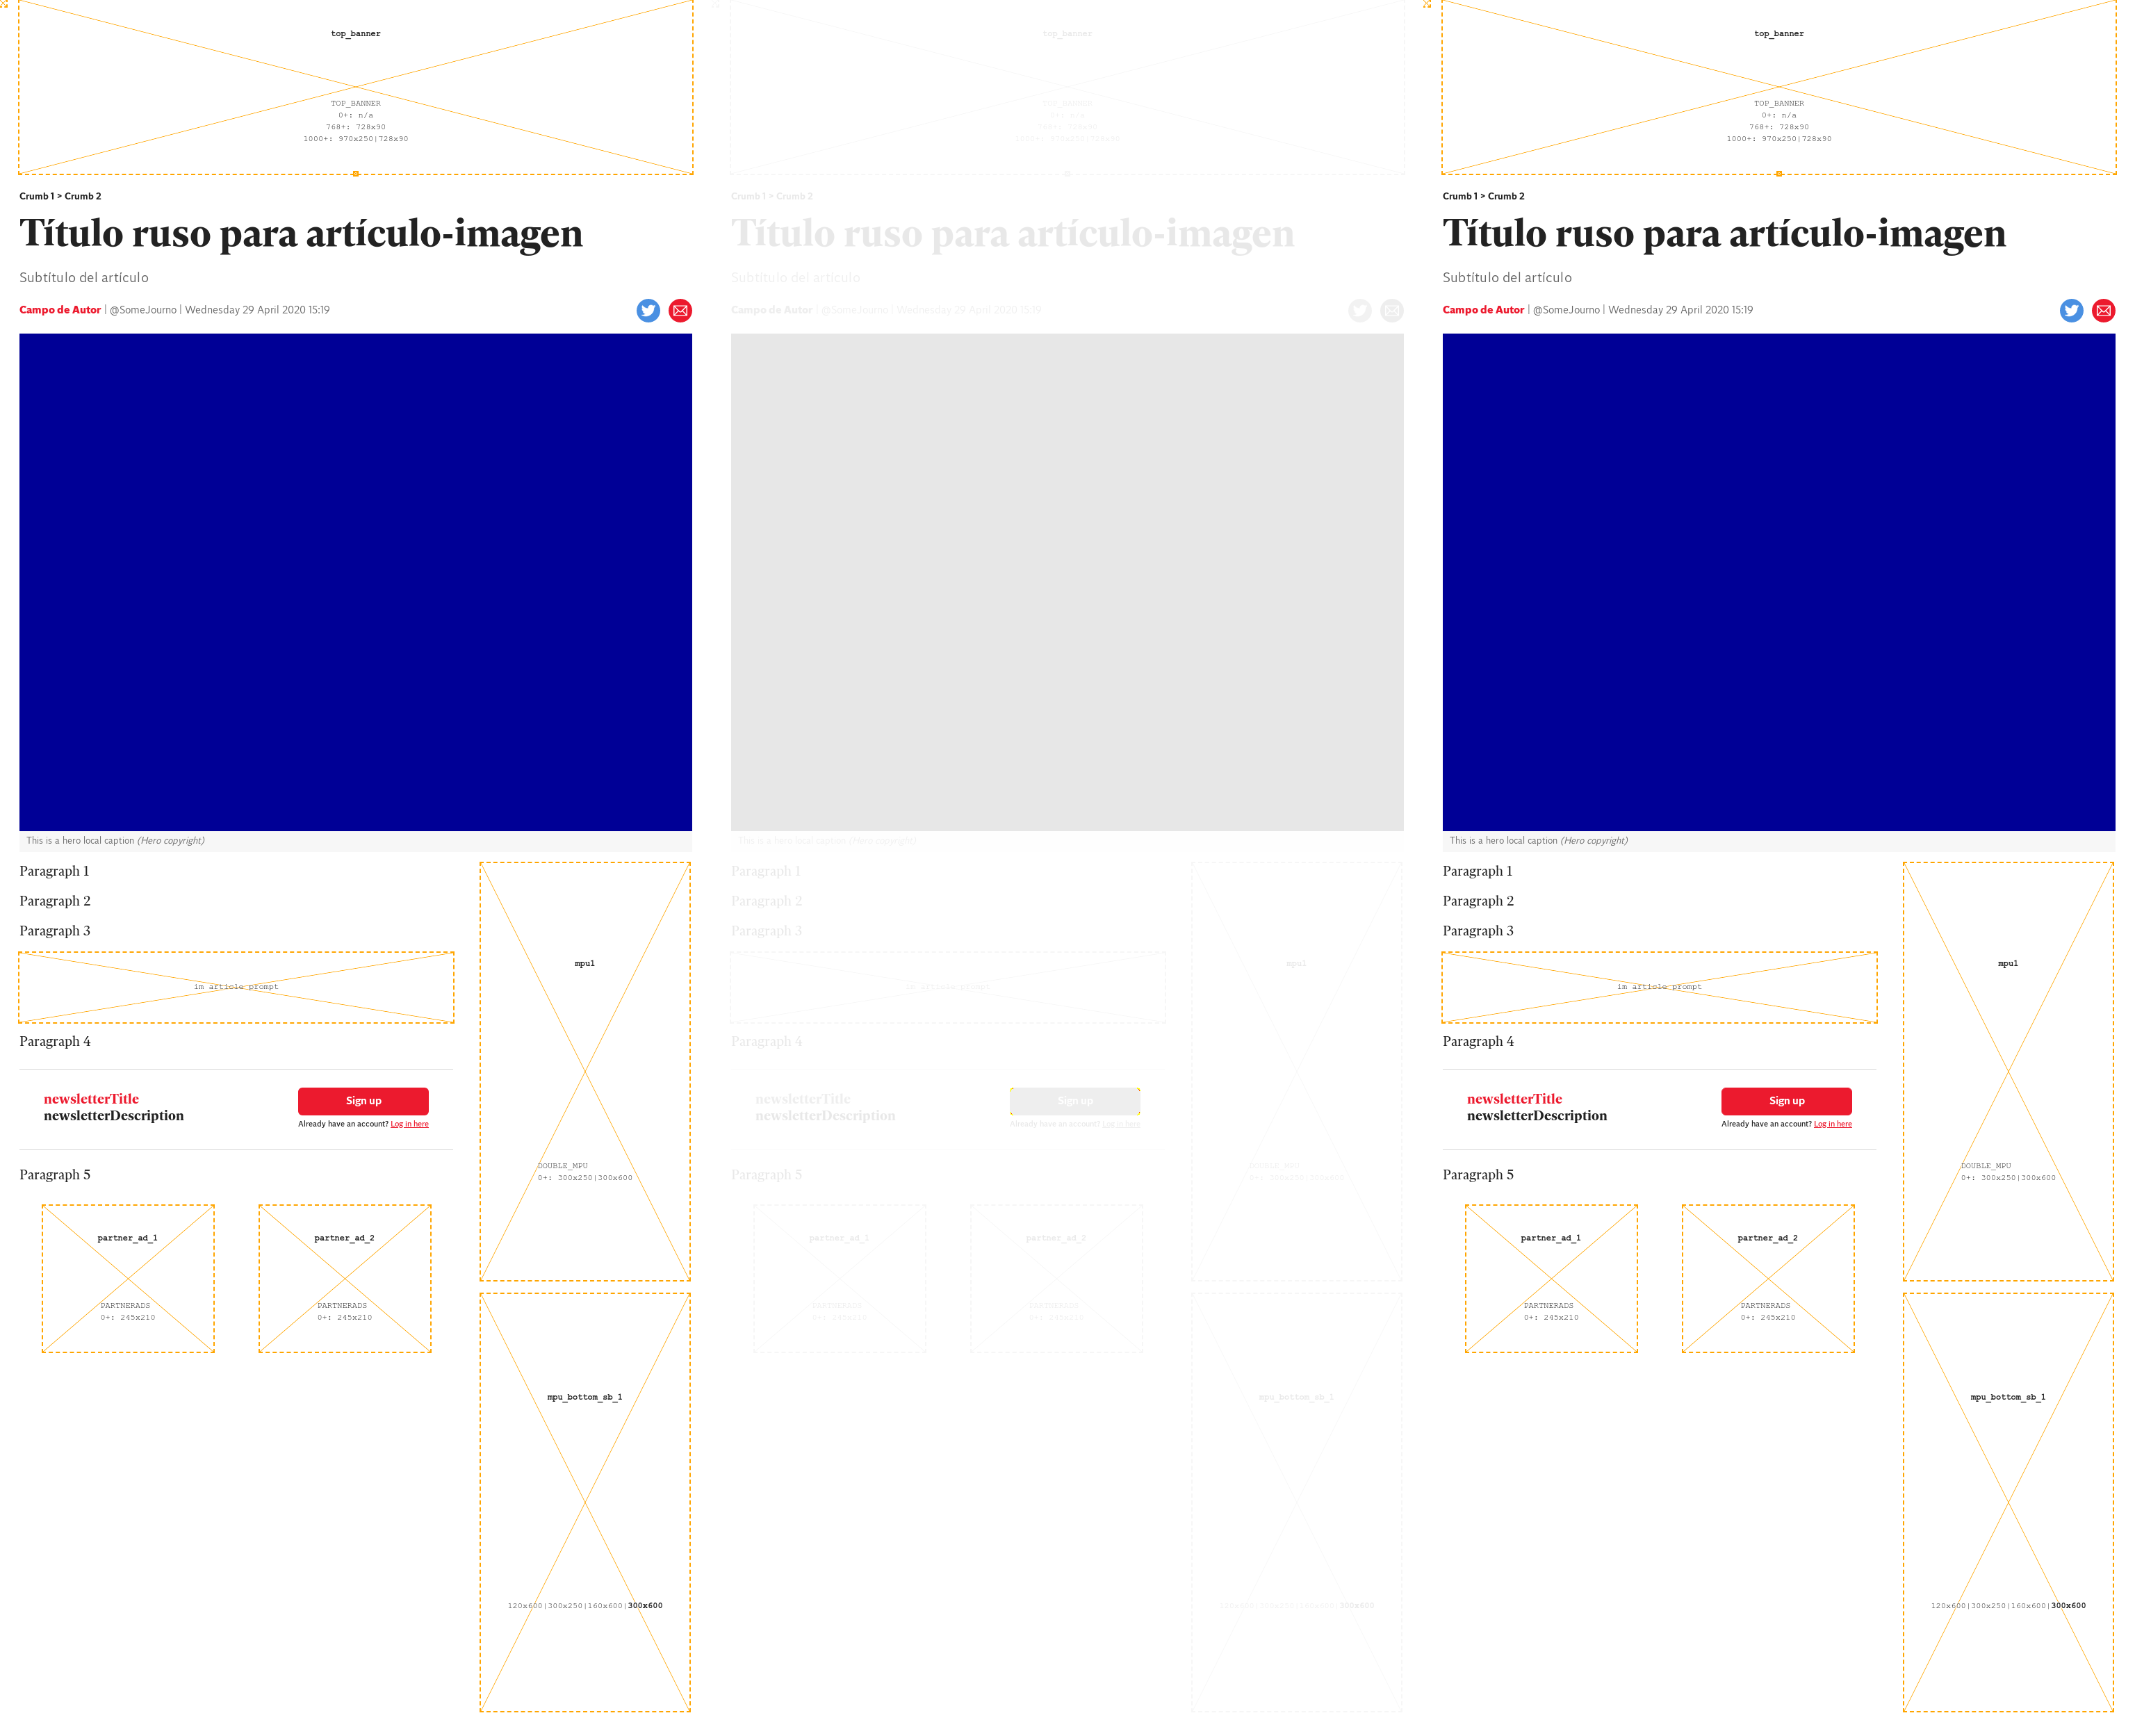 top_banner
TOP_BANNER
0+: n/a
768+: 728x90
1000+: 970x250|728x90
Crumb 1 > Crumb 2
Título ruso para artículo-imagen
Subtítulo del artículo
Campo de Autor | @SomeJourno | Wednesday 29 April 2020 15:19
This is a hero local caption (Hero copyright)
Paragraph 1
Paragraph 2
Paragraph 3
im article prompt
Paragraph 4
newsletterTitle
newsletterDescription
Sign up
Already have an account? Log in here
Paragraph 5
partner_ad_1
PARTNERADS
0+: 245x210
partner_ad_2
PARTNERADS
0+: 245x210
mpu1
DOUBLE_MPU
0+: 300x250|300x600
mpu_bottom_sb_1
120x600|300x250|160x600|300x600
top_banner
TOP_BANNER
0+: n/a
768+: 728x90
1000+: 970x250|728x90
Crumb 1 > Crumb 2
Título ruso para artículo-imagen
Subtítulo del artículo
Campo de Autor | @SomeJourno | Wednesday 29 April 2020 15:19
This is a hero local caption (Hero copyright)
Paragraph 1
Paragraph 2
Paragraph 3
im article prompt
Paragraph 4
newsletterTitle
newsletterDescription
Sign up
Already have an account? Log in here
Paragraph 5
partner_ad_1
PARTNERADS
0+: 245x210
partner_ad_2
PARTNERADS
0+: 245x210
mpu1
DOUBLE_MPU
0+: 300x250|300x600
mpu_bottom_sb_1
120x600|300x250|160x600|300x600
top_banner
TOP_BANNER
0+: n/a
768+: 728x90
1000+: 970x250|728x90
Crumb 1 > Crumb 2
Título ruso para artículo-imagen
Subtítulo del artículo
Campo de Autor | @SomeJourno | Wednesday 29 April 2020 15:19
This is a hero local caption (Hero copyright)
Paragraph 1
Paragraph 2
Paragraph 3
im article prompt
Paragraph 4
newsletterTitle
newsletterDescription
Sign up
Already have an account? Log in here
Paragraph 5
partner_ad_1
PARTNERADS
0+: 245x210
partner_ad_2
PARTNERADS
0+: 245x210
mpu1
DOUBLE_MPU
0+: 300x250|300x600
mpu_bottom_sb_1
120x600|300x250|160x600|300x600